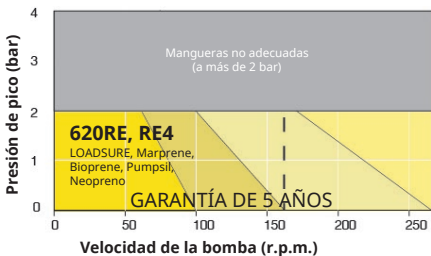 Presión de pico (bar)
4
3
2
1
0
Mangueras no adecuadas
(a más de 2 bar)
620RE, RE4
LOADSURE, Marprene,
Bioprene, Pumpsil,
Neopreno
GARANTÍA DE 5 AÑOS
0 50 100 150 200 250
Velocidad de la bomba (r.p.m.)